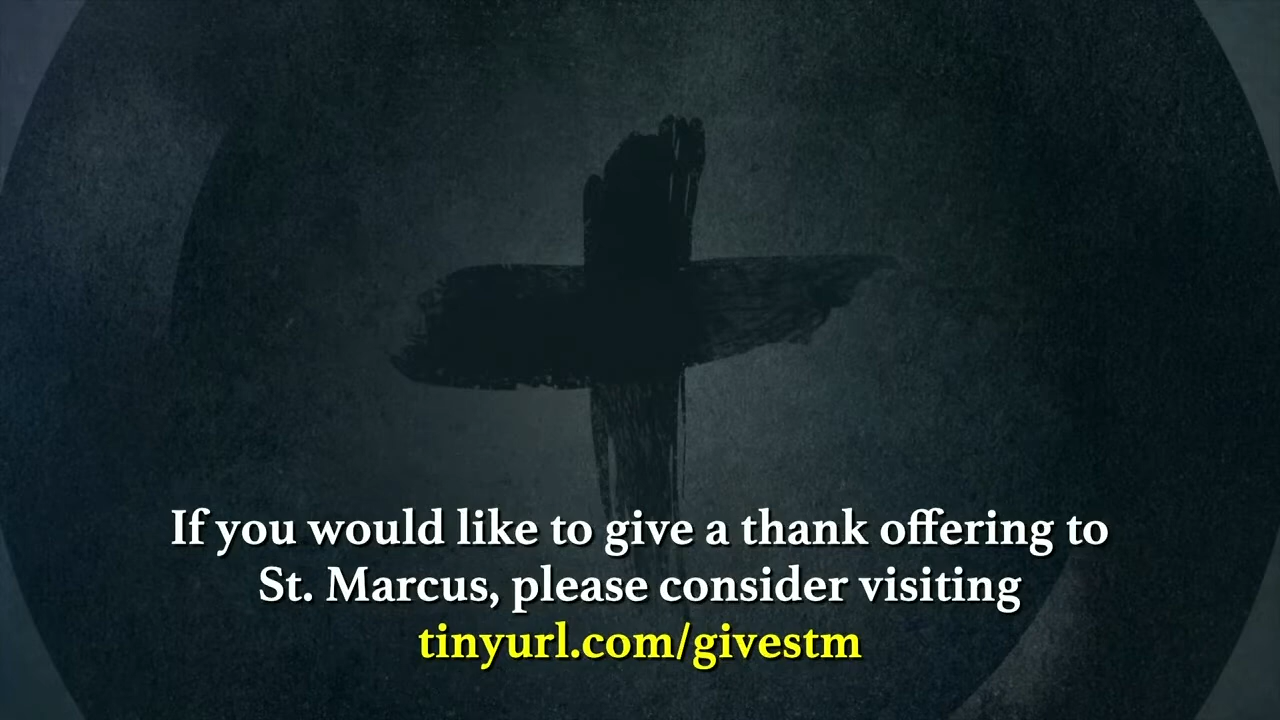 If you would like to give a thank offering to
St. Marcus, please consider visiting
tinyurl.com/givestm